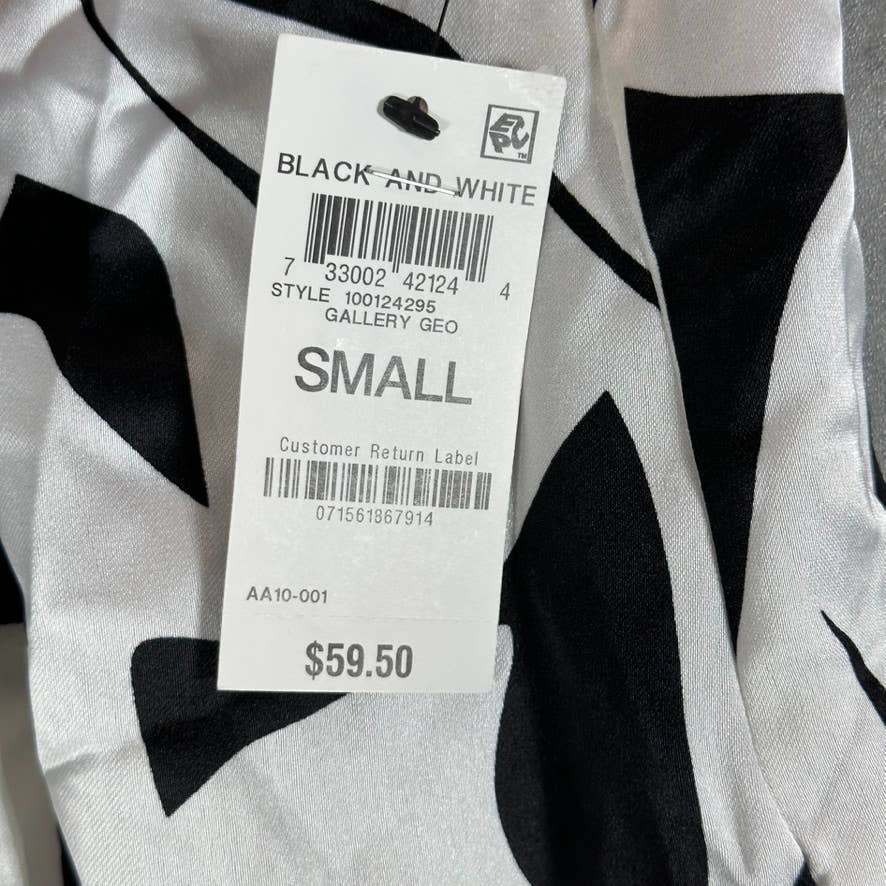 EPC™
BLACK AND WHITE
7 33002 42124 4
STYLE 100124295
GALLERY GEO
SMALL
Customer Return Label
071561867914
AA10-001
$59.50